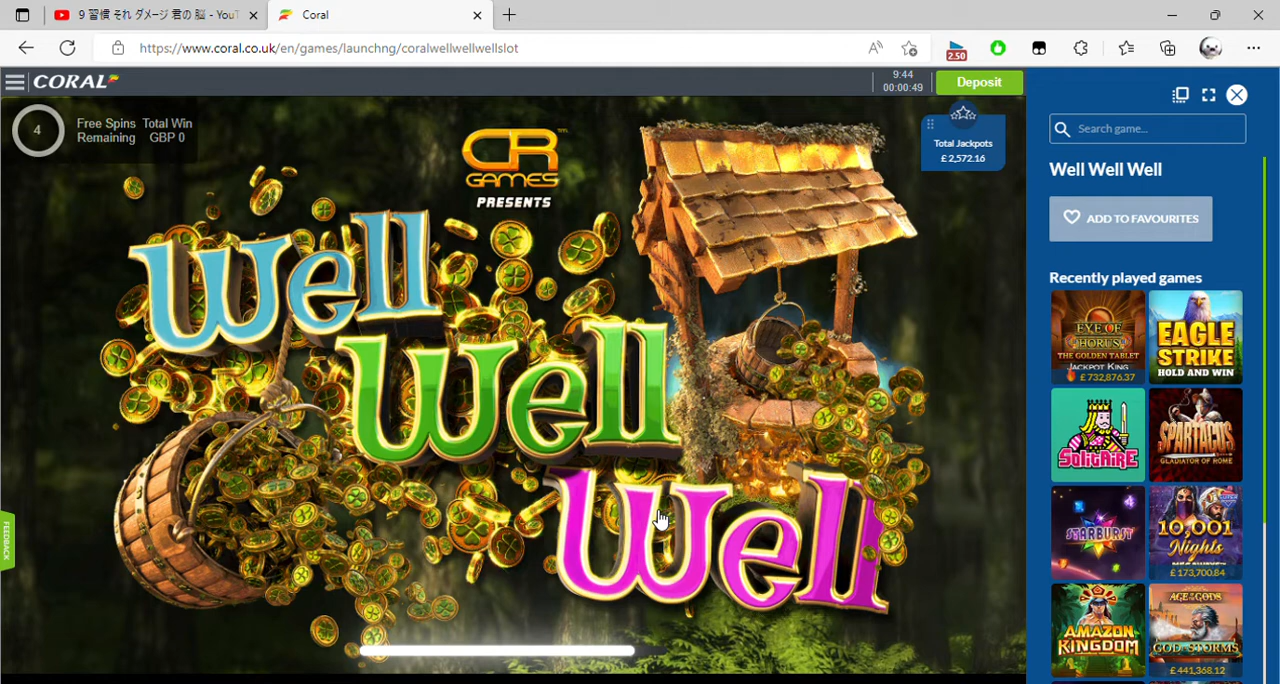 9 習慣 それ ダメージ 君の 脳 - YouT
Coral
https://www.coral.co.uk/en/games/launchng/coralwellwellwellslot
2.50
CORAL
9:44
00:00:49
Deposit
4
Free Spins Remaining
Total Win GBP 0
CR
GAMES
PRESENTS
Total Jackpots
£ 2,572.16
Well
Well
Well
FEEDBACK
Search game...
Well Well Well
ADD TO FAVOURITES
Recently played games
EYE OF
HORUS
THE GOLDEN TABLET
JACKPOT KING
£ 732,876.37
EAGLE
STRIKE
HOLD AND WIN
SOLITAIRE
SPARTACUS
GLADIATOR OF ROME
STARBURST
10,001
Nights
MEGAWAYS
£ 173,700.84
AMAZON
KINGDOM
AGE OF THE GODS
GOD OF STORMS
£ 441,368.12